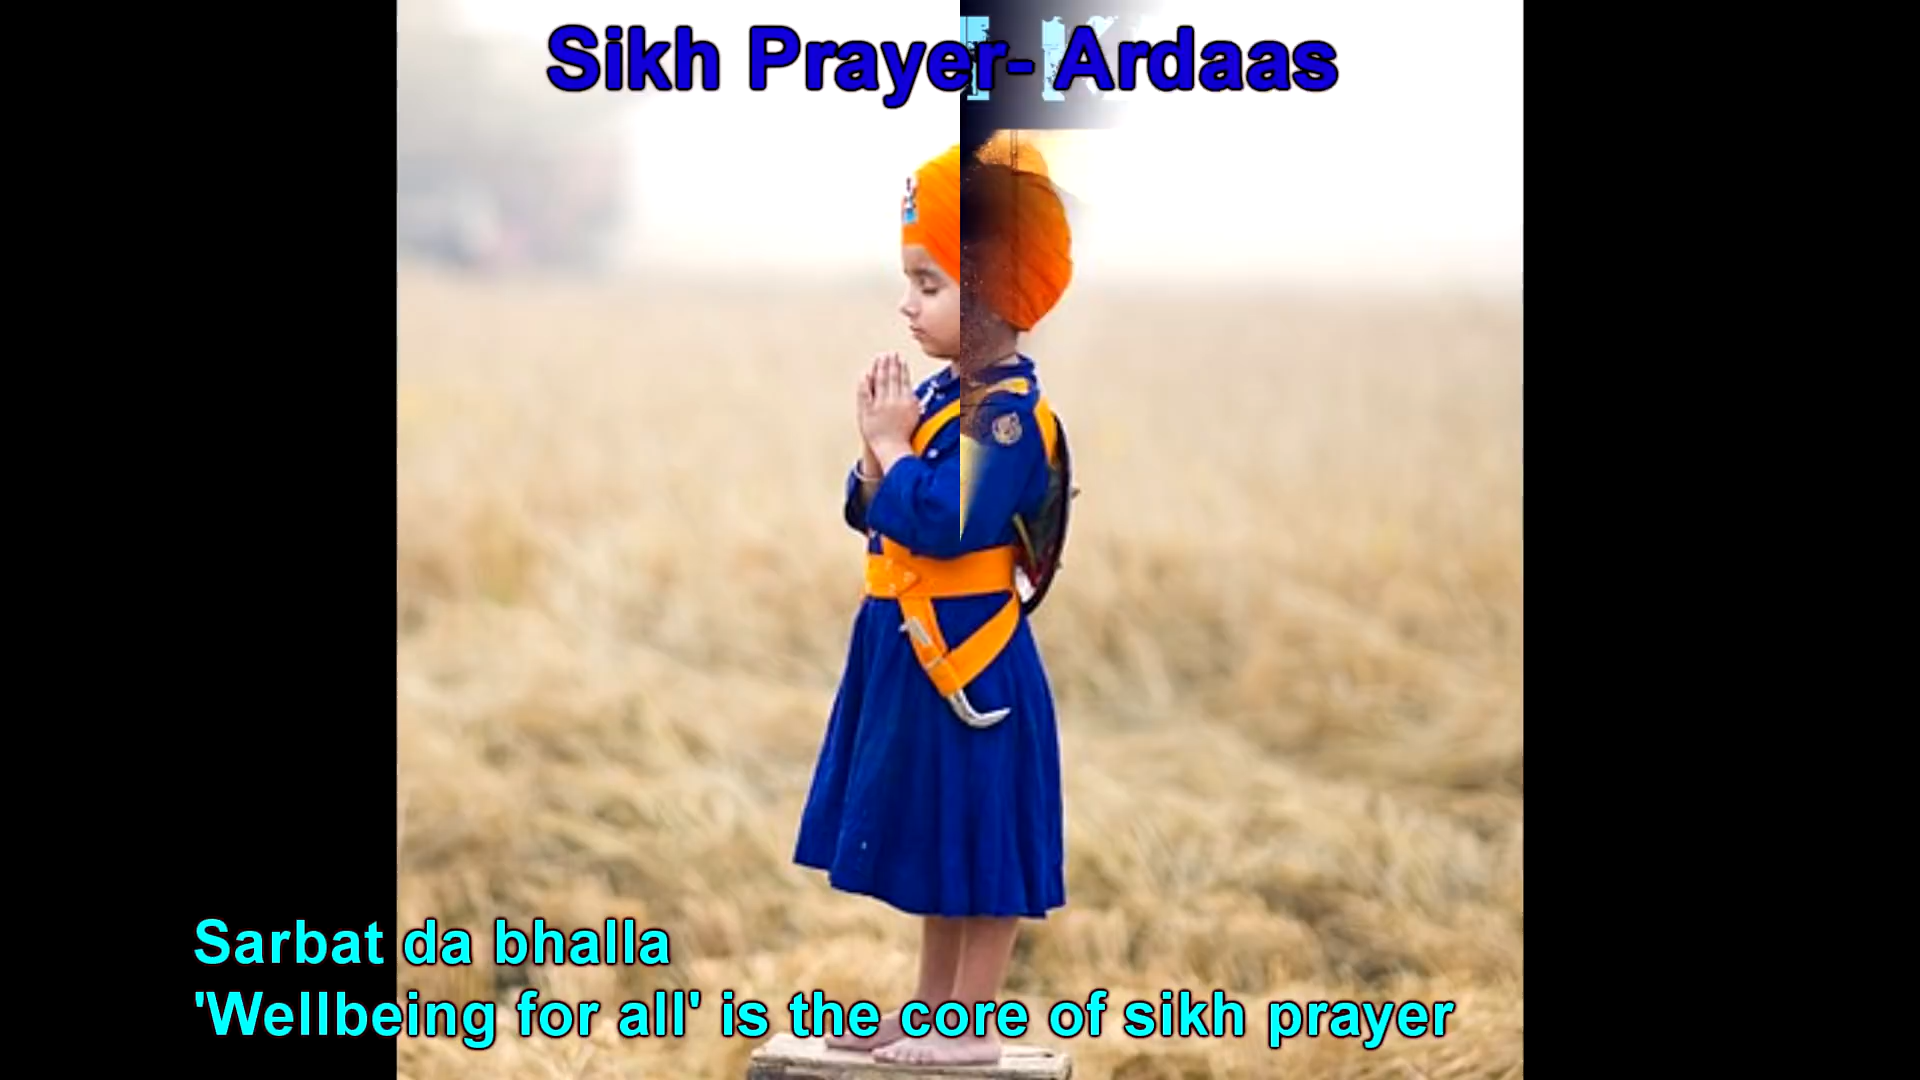 Sikh Prayer- Ardaas
Sarbat da bhalla
'Wellbeing for all' is the core of sikh prayer